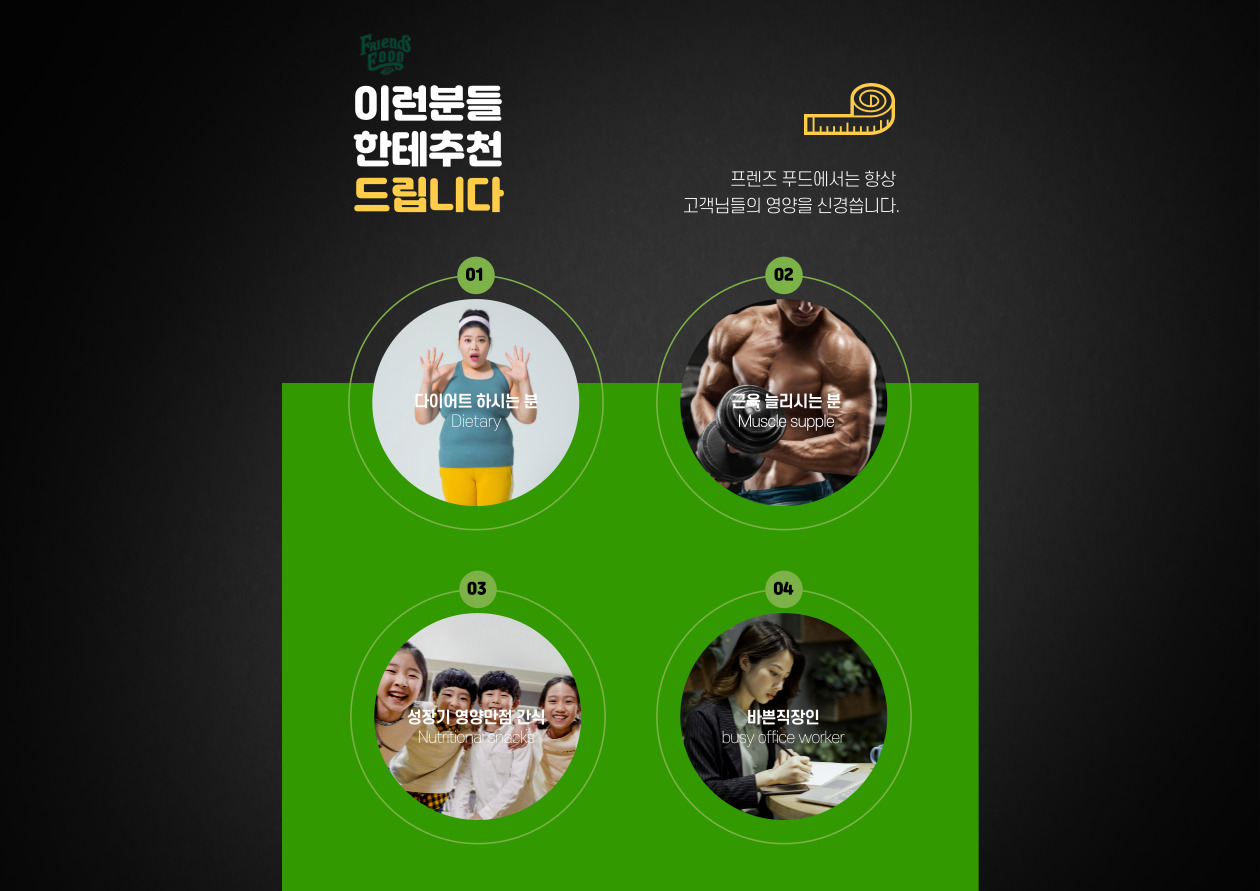 Friends
Food
이런분들
한테추천
드립니다
프렌즈 푸드에서는 항상
고객님들의 영양을 신경씁니다.
01
다이어트 하시는 분
Dietary
02
근육 늘리시는 분
Muscle supple
03
성장기 영양만점 간식
Nutritional snacks
04
바쁜직장인
busy office worker